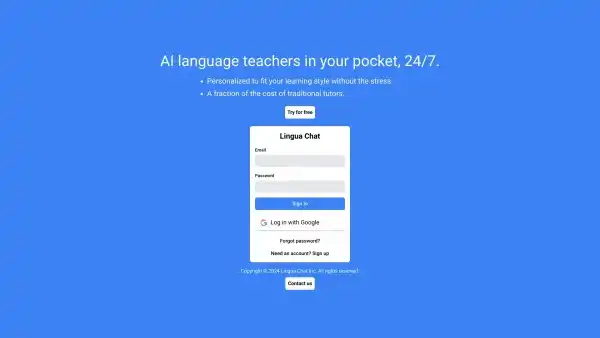 AI language teachers in your pocket, 24/7.
• Personalized to fit your learning style without the stress.
• A fraction of the cost of traditional tutors.
Try for free
Lingua Chat
Email
Password
Sign In
Log in with Google
Forgot password?
Need an account? Sign up
Copyright © 2024 Lingua Chat Inc. All rights reserved.
Contact us